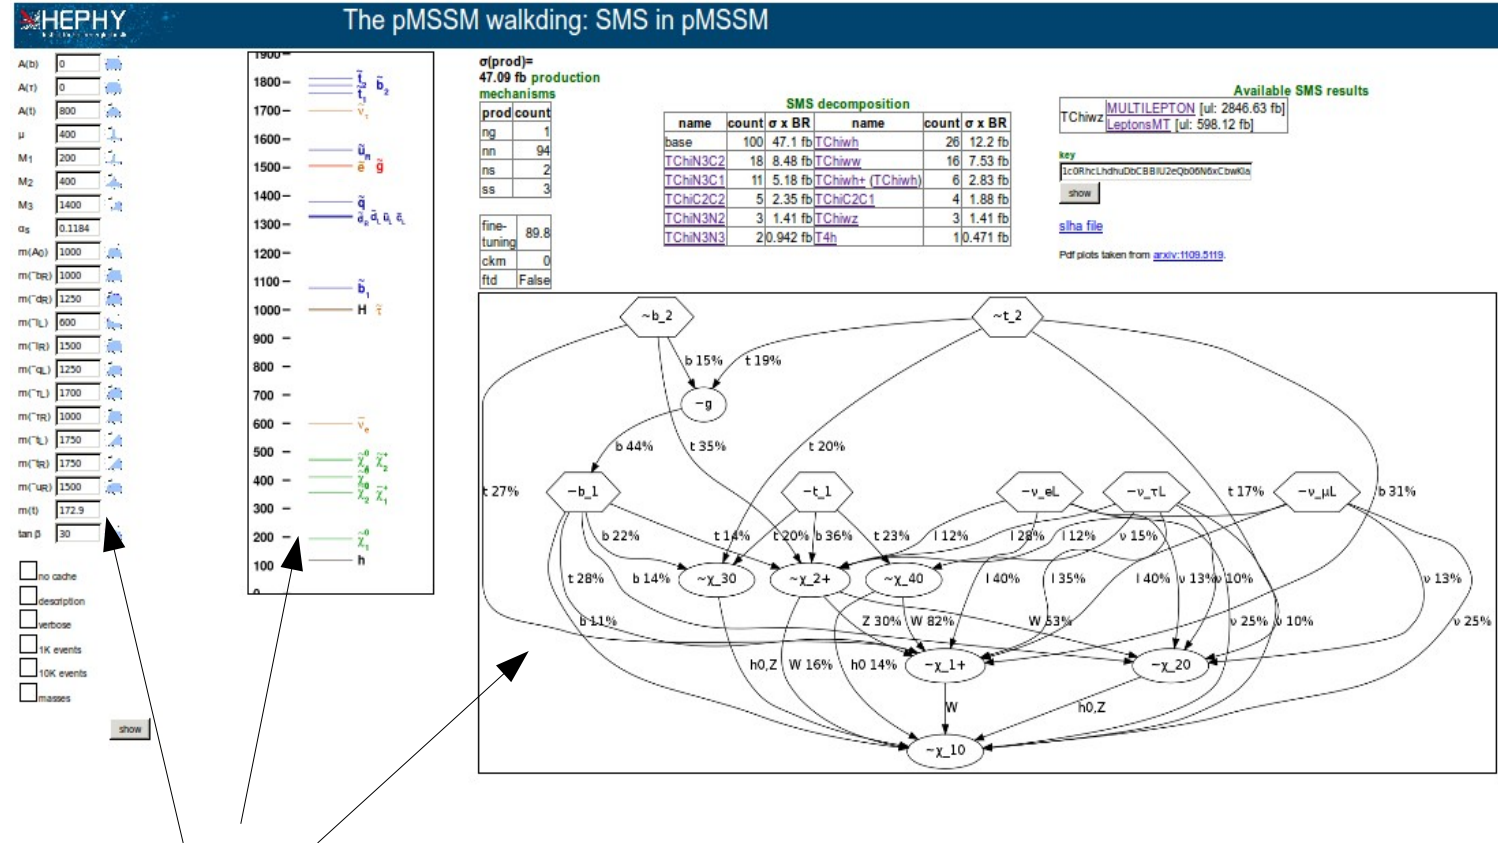 HEPHY
The pMSSM walkding: SMS in pMSSM
A(b) 0
A(τ) 0
A(t) 800
μ 400
M1 200
M2 400
M3 1400
αs 0.1184
m(A0) 1000
m(~bR) 1000
m(~dR) 1250
m(~lL) 600
m(~lR) 1500
m(~qL) 1250
m(~τL) 1700
m(~τR) 1000
m(~tL) 1750
m(~tR) 1750
m(~uR) 1500
m(t) 172.9
tan β 30
no cache
description
verbose
1K events
10K events
masses
show
1900
1800
1700
1600
1500
1400
1300
1200
1100
1000
900
800
700
600
500
400
300
200
100
0
t̃2 b̃2
t̃1
ν̃τ
ũR
ẽ g̃
q̃
d̃R d̃L ũL c̃L
b̃1
H τ̃
ν̃e
χ̃2+
χ̃20 χ̃1+
χ̃10
h
σ(prod)=
47.09 fb production
mechanisms
prod count
ng 1
nn 94
ns 2
ss 3
fine-
tuning 89.8
ckm 0
ftd False
SMS decomposition
name count σ x BR name count σ x BR
base 100 47.1 fb TChiwh 26 12.2 fb
TChiN3C2 18 8.48 fb TChiww 16 7.53 fb
TChiN3C1 11 5.18 fb TChiwh+ (TChiwh) 6 2.83 fb
TChiC2C2 5 2.35 fb TChiC2C1 4 1.88 fb
TChiN3N2 3 1.41 fb TChiwz 3 1.41 fb
TChiN3N3 2 0.942 fb T4h 1 0.471 fb
Available SMS results
TChiwz MULTILEPTON [ul: 2846.63 fb]
LeptonsMT [ul: 598.12 fb]
key
show
slha file
Pdf plots taken from arxiv:1109.5119.
~b_2 ~t_2
b 15% t 19%
~g
b 44% t 35% t 20%
~b_1 ~t_1 ~ν_eL ~ν_τL ~ν_μL
t 27% t 17% b 31%
b 22% t 14% t 20% b 36% t 23% l 12% l 28% l 12% ν 15%
~χ_30 ~χ_2+ ~χ_40
t 28% b 14% l 40% l 35% l 40% ν 13% ν 10% ν 13%
b 11% Z 30% W 82% W 53% ν 25% ν 10% ν 25%
h0,Z W 16% h0 14% ~χ_1+ ~χ_20
W h0,Z
~χ_10